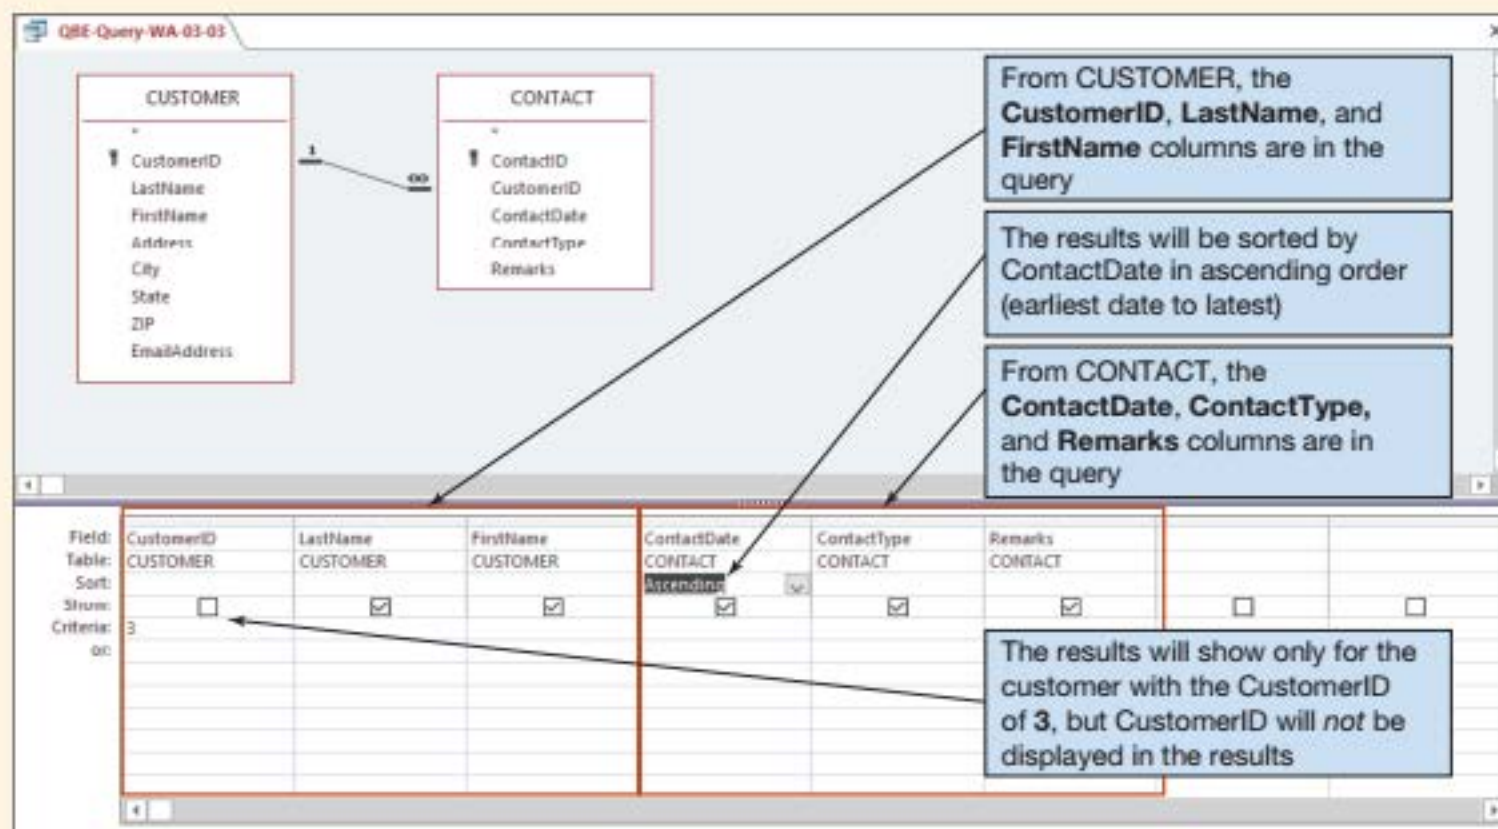 QBE-Query-WA-03-03
CUSTOMER
*
CustomerID
LastName
FirstName
Address
City
State
ZIP
EmailAddress
1
∞
CONTACT
*
ContactID
CustomerID
ContactDate
ContactType
Remarks
From CUSTOMER, the
CustomerID, LastName, and
FirstName columns are in the
query
The results will be sorted by
ContactDate in ascending order
(earliest date to latest)
From CONTACT, the
ContactDate, ContactType,
and Remarks columns are in
the query
Field: CustomerID LastName FirstName ContactDate ContactType Remarks
Table: CUSTOMER CUSTOMER CUSTOMER CONTACT CONTACT CONTACT
Sort: Ascending
Show:
Criteria: 3
or:
The results will show only for the
customer with the CustomerID
of 3, but CustomerID will not be
displayed in the results